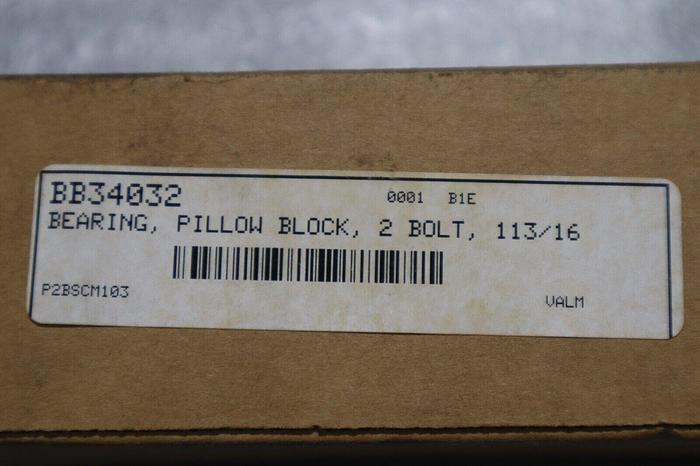 BB34032 0001 B1E
BEARING, PILLOW BLOCK, 2 BOLT, 113/16
P2BSCM103 VALM